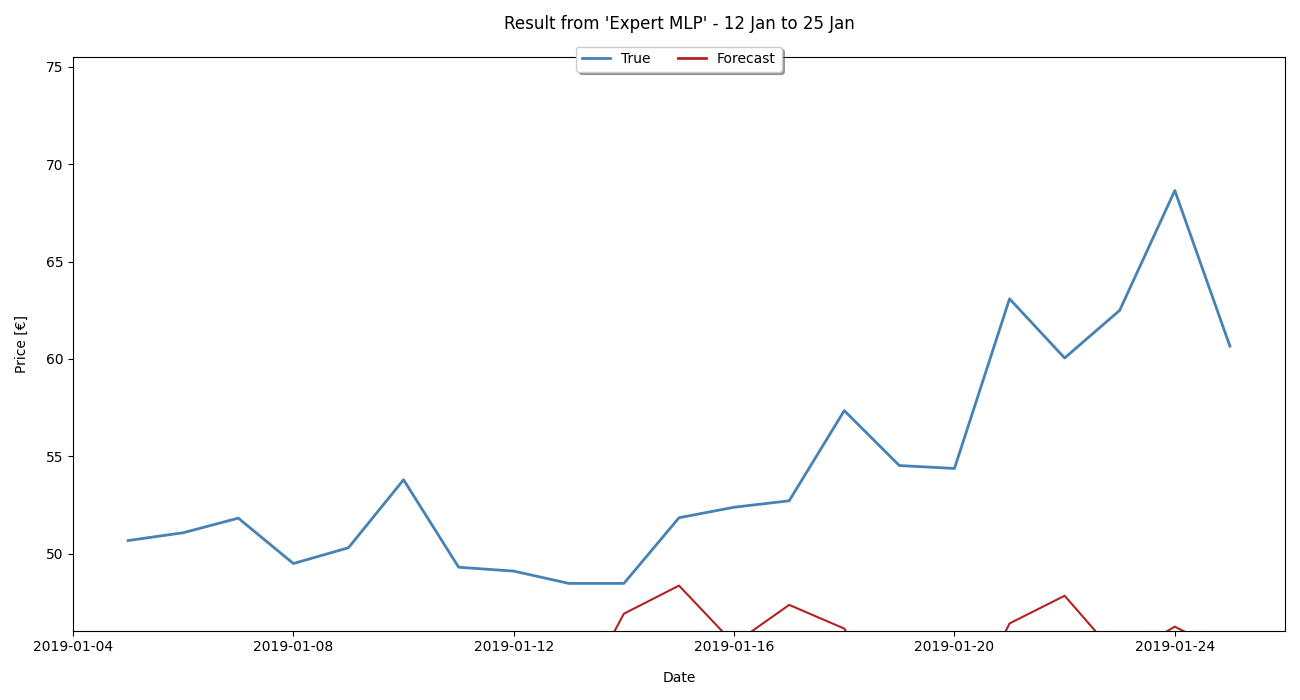 Result from 'Expert MLP' - 12 Jan to 25 Jan
True Forecast
75
70
65
60
55
50
Price [€]
2019-01-04 2019-01-08 2019-01-12 2019-01-16 2019-01-20 2019-01-24
Date